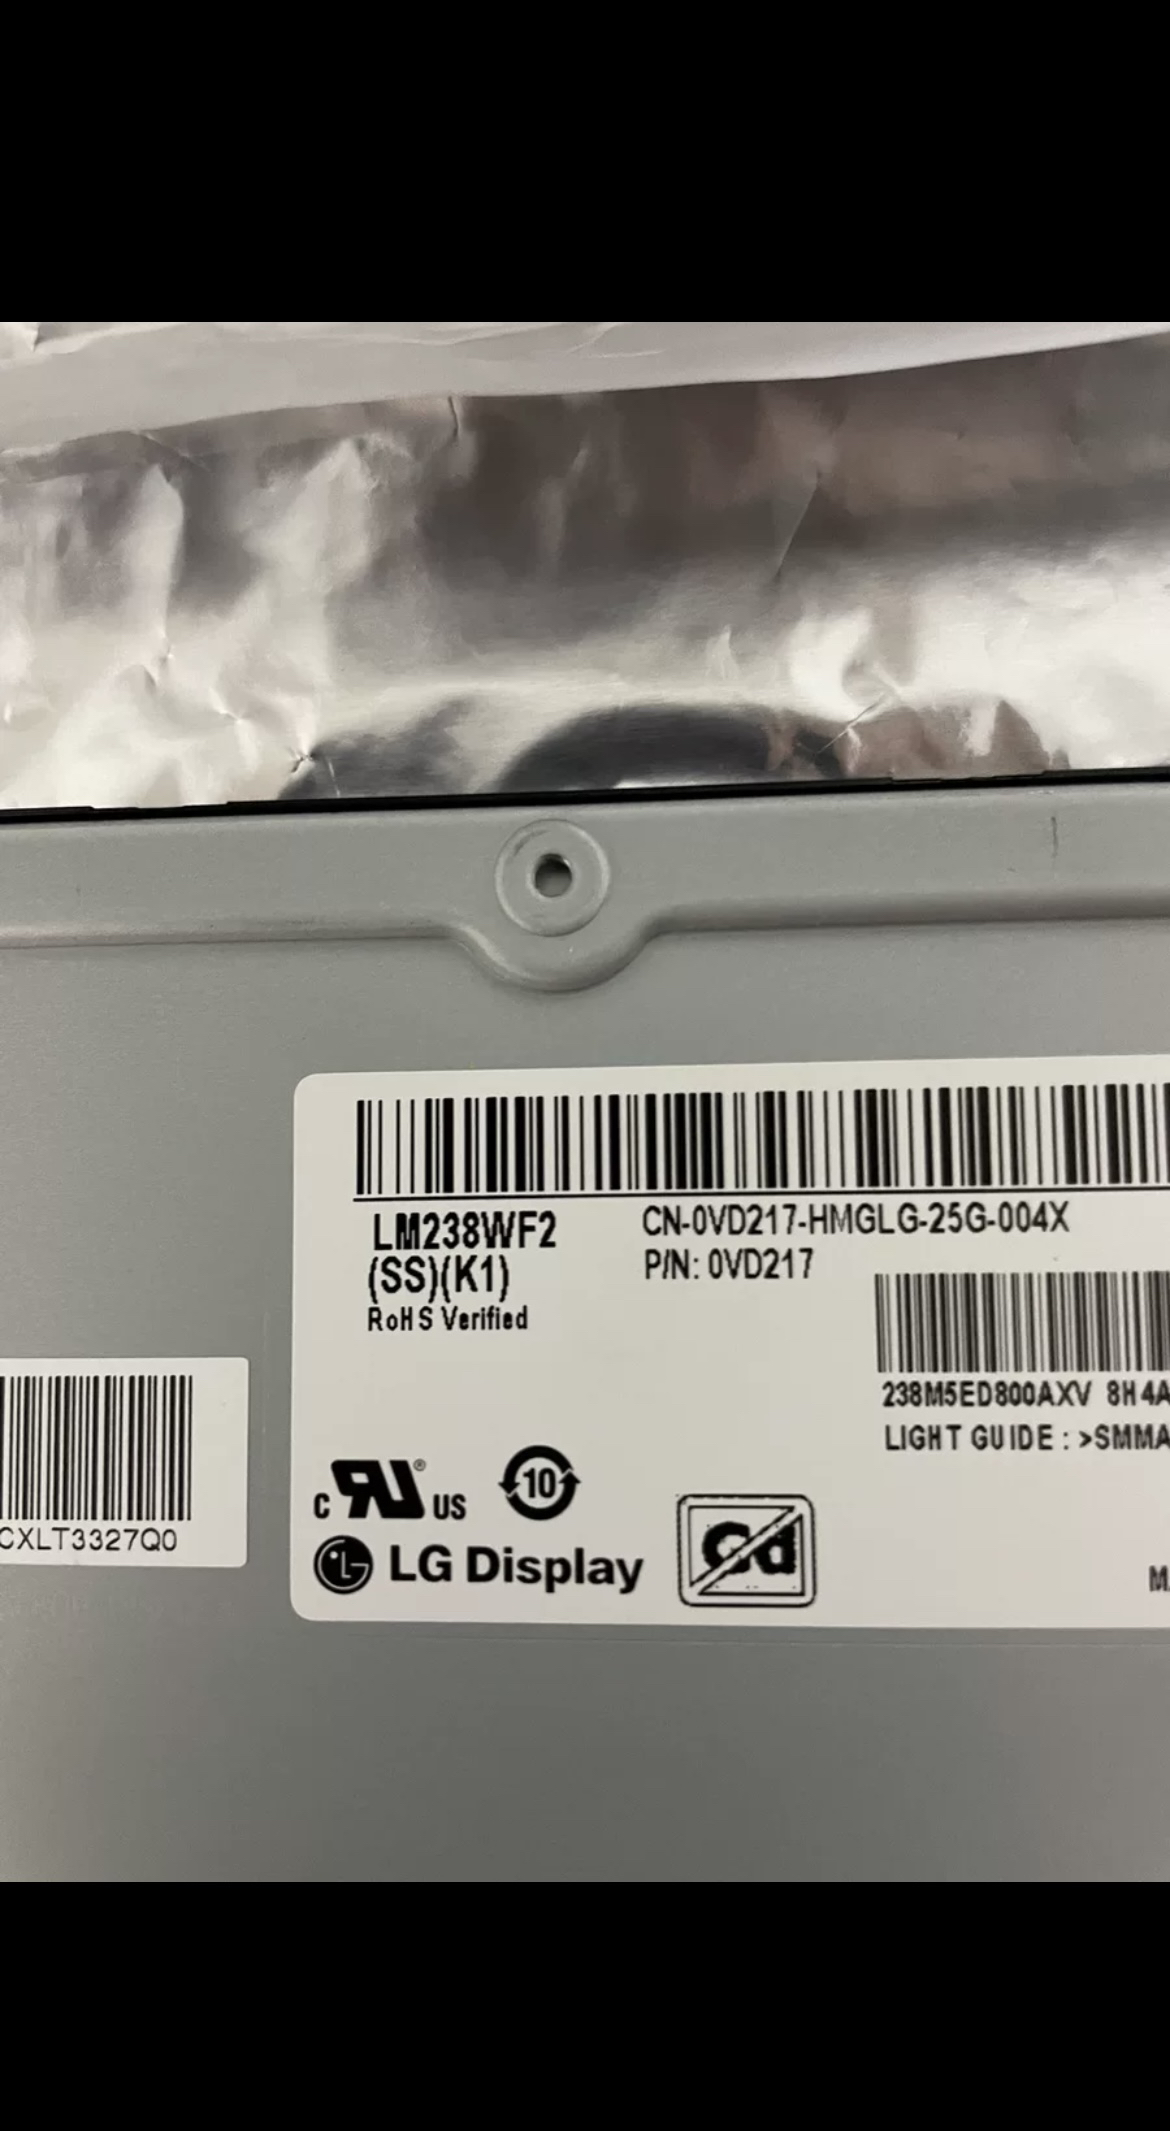 LM238WF2
(SS)(K1)
RoHS Verified
CN-0VD217-HMGLG-25G-004X
P/N: 0VD217
238M5ED800AXV 8H4A
LIGHT GUIDE : >SMMA
CXLT3327Q0
c RU® US
10
LG Display
M